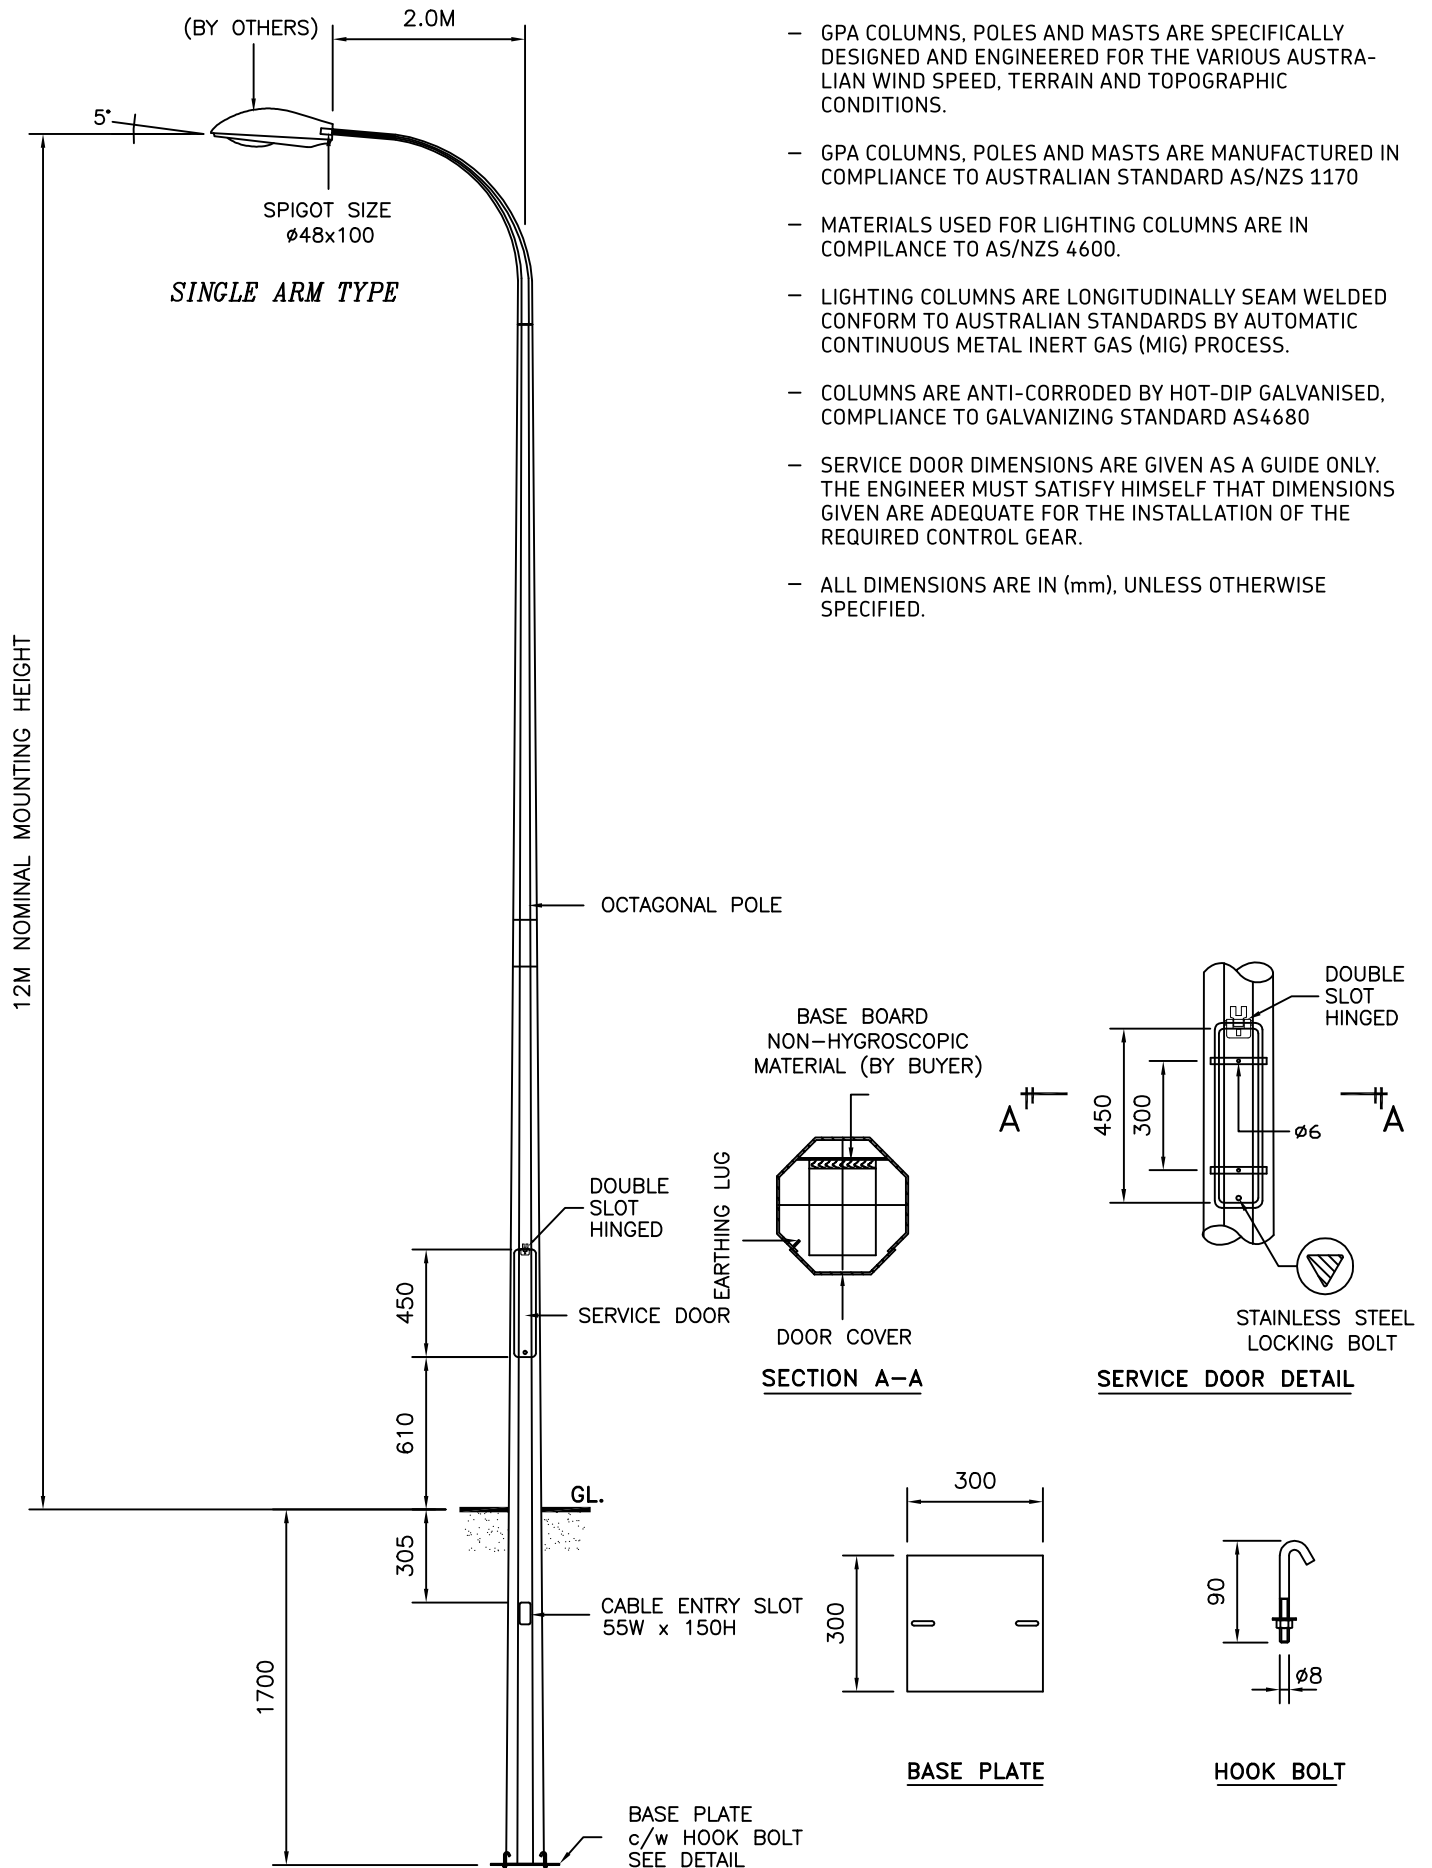 (BY OTHERS)
2.0M
5°
SPIGOT SIZE
ø48x100
SINGLE ARM TYPE
– GPA COLUMNS, POLES AND MASTS ARE SPECIFICALLY
DESIGNED AND ENGINEERED FOR THE VARIOUS AUSTRA-
LIAN WIND SPEED, TERRAIN AND TOPOGRAPHIC
CONDITIONS.
– GPA COLUMNS, POLES AND MASTS ARE MANUFACTURED IN
COMPLIANCE TO AUSTRALIAN STANDARD AS/NZS 1170
– MATERIALS USED FOR LIGHTING COLUMNS ARE IN
COMPILANCE TO AS/NZS 4600.
– LIGHTING COLUMNS ARE LONGITUDINALLY SEAM WELDED
CONFORM TO AUSTRALIAN STANDARDS BY AUTOMATIC
CONTINUOUS METAL INERT GAS (MIG) PROCESS.
– COLUMNS ARE ANTI-CORRODED BY HOT-DIP GALVANISED,
COMPLIANCE TO GALVANIZING STANDARD AS4680
– SERVICE DOOR DIMENSIONS ARE GIVEN AS A GUIDE ONLY.
THE ENGINEER MUST SATISFY HIMSELF THAT DIMENSIONS
GIVEN ARE ADEQUATE FOR THE INSTALLATION OF THE
REQUIRED CONTROL GEAR.
– ALL DIMENSIONS ARE IN (mm), UNLESS OTHERWISE
SPECIFIED.
12M NOMINAL MOUNTING HEIGHT
OCTAGONAL POLE
DOUBLE
SLOT
HINGED
450
SERVICE DOOR
610
GL.
305
CABLE ENTRY SLOT
55W x 150H
1700
BASE PLATE
c/w HOOK BOLT
SEE DETAIL
BASE BOARD
NON-HYGROSCOPIC
MATERIAL (BY BUYER)
EARTHING LUG
DOOR COVER
SECTION A-A
DOUBLE
SLOT
HINGED
A
450
300
ø6
A
STAINLESS STEEL
LOCKING BOLT
SERVICE DOOR DETAIL
300
300
BASE PLATE
90
ø8
HOOK BOLT